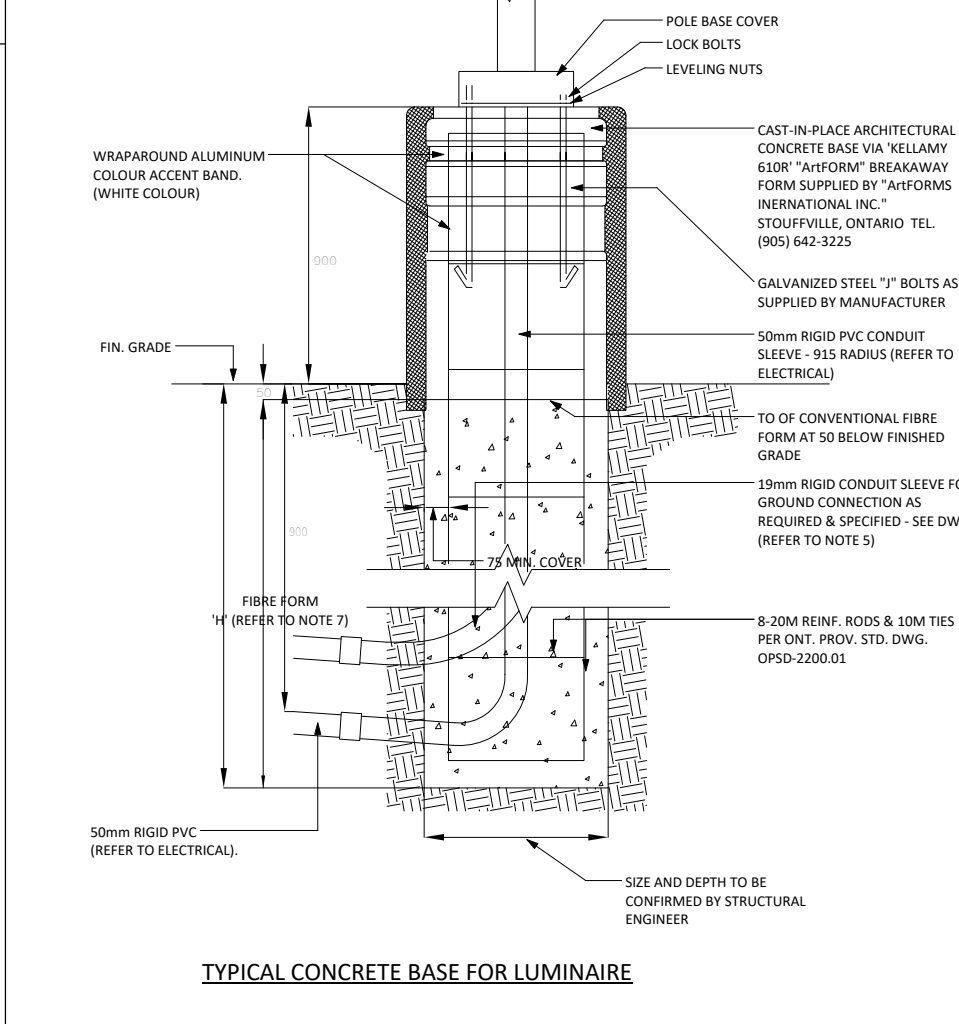 POLE BASE COVER
LOCK BOLTS
LEVELING NUTS
CAST-IN-PLACE ARCHITECTURAL
CONCRETE BASE VIA 'KELLAMY
610R' "ArtFORM" BREAKAWAY
FORM SUPPLIED BY "ArtFORMS
INERNATIONAL INC."
STOUFFVILLE, ONTARIO TEL.
(905) 642-3225
WRAPAROUND ALUMINUM
COLOUR ACCENT BAND.
(WHITE COLOUR)
900
GALVANIZED STEEL "J" BOLTS AS
SUPPLIED BY MANUFACTURER
50mm RIGID PVC CONDUIT
SLEEVE - 915 RADIUS (REFER TO
ELECTRICAL)
FIN. GRADE
50
TO OF CONVENTIONAL FIBRE
FORM AT 50 BELOW FINISHED
GRADE
19mm RIGID CONDUIT SLEEVE FO
GROUND CONNECTION AS
REQUIRED & SPECIFIED - SEE DW
(REFER TO NOTE 5)
900
75 MIN. COVER
FIBRE FORM
'H' (REFER TO NOTE 7)
8-20M REINF. RODS & 10M TIES
PER ONT. PROV. STD. DWG.
OPSD-2200.01
50mm RIGID PVC
(REFER TO ELECTRICAL).
SIZE AND DEPTH TO BE
CONFIRMED BY STRUCTURAL
ENGINEER
TYPICAL CONCRETE BASE FOR LUMINAIRE